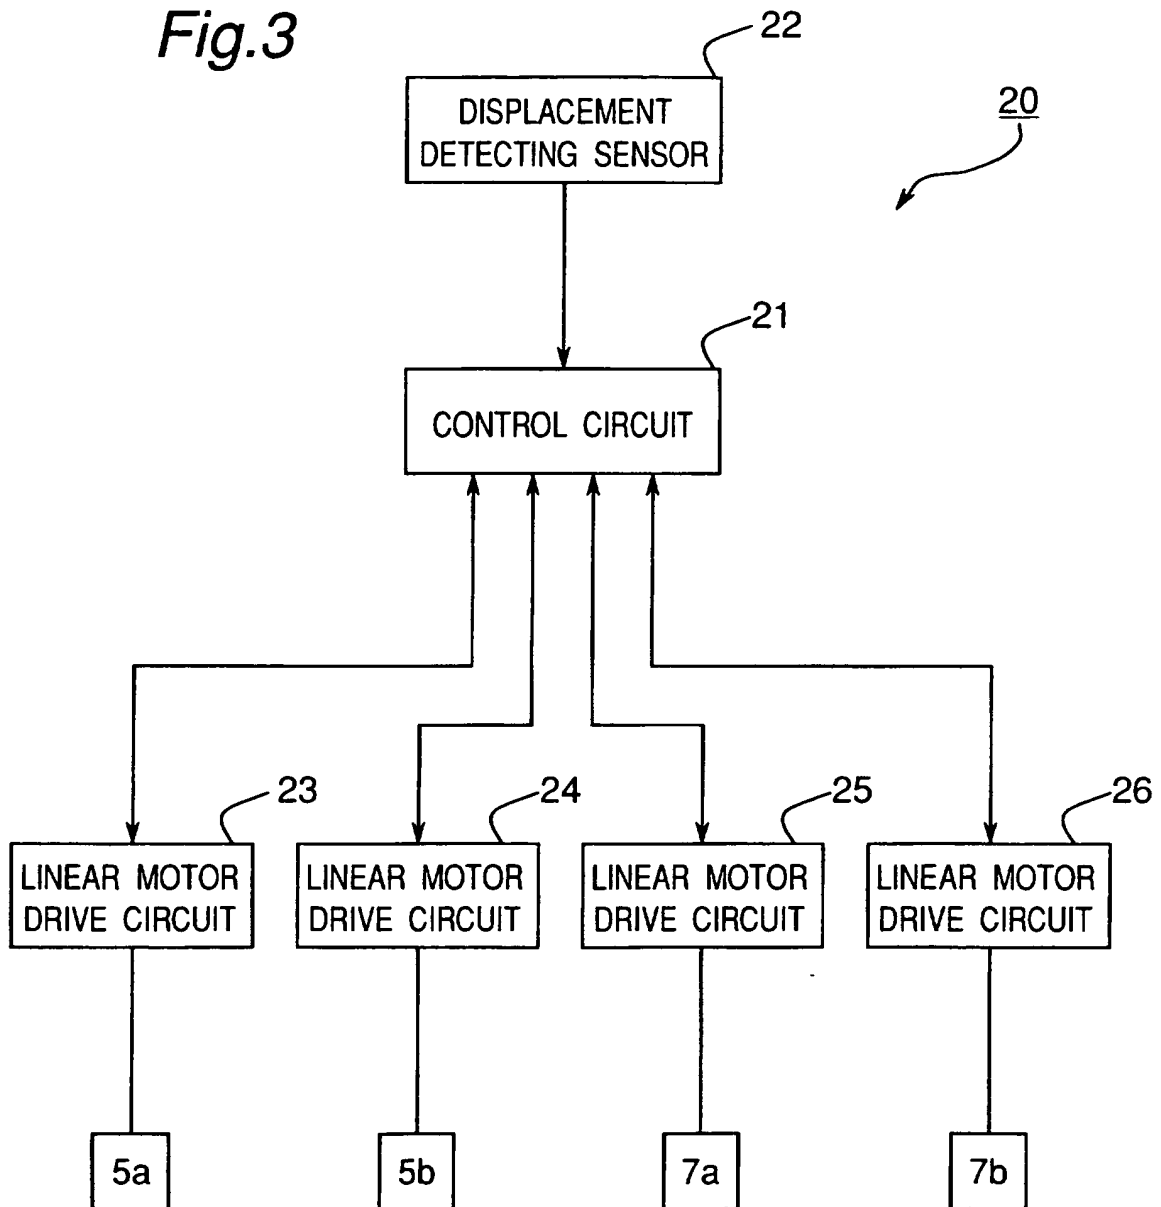 Fig.3
22
DISPLACEMENT
DETECTING SENSOR
20
21
CONTROL CIRCUIT
23
24
25
26
LINEAR MOTOR
DRIVE CIRCUIT
LINEAR MOTOR
DRIVE CIRCUIT
LINEAR MOTOR
DRIVE CIRCUIT
LINEAR MOTOR
DRIVE CIRCUIT
5a
5b
7a
7b